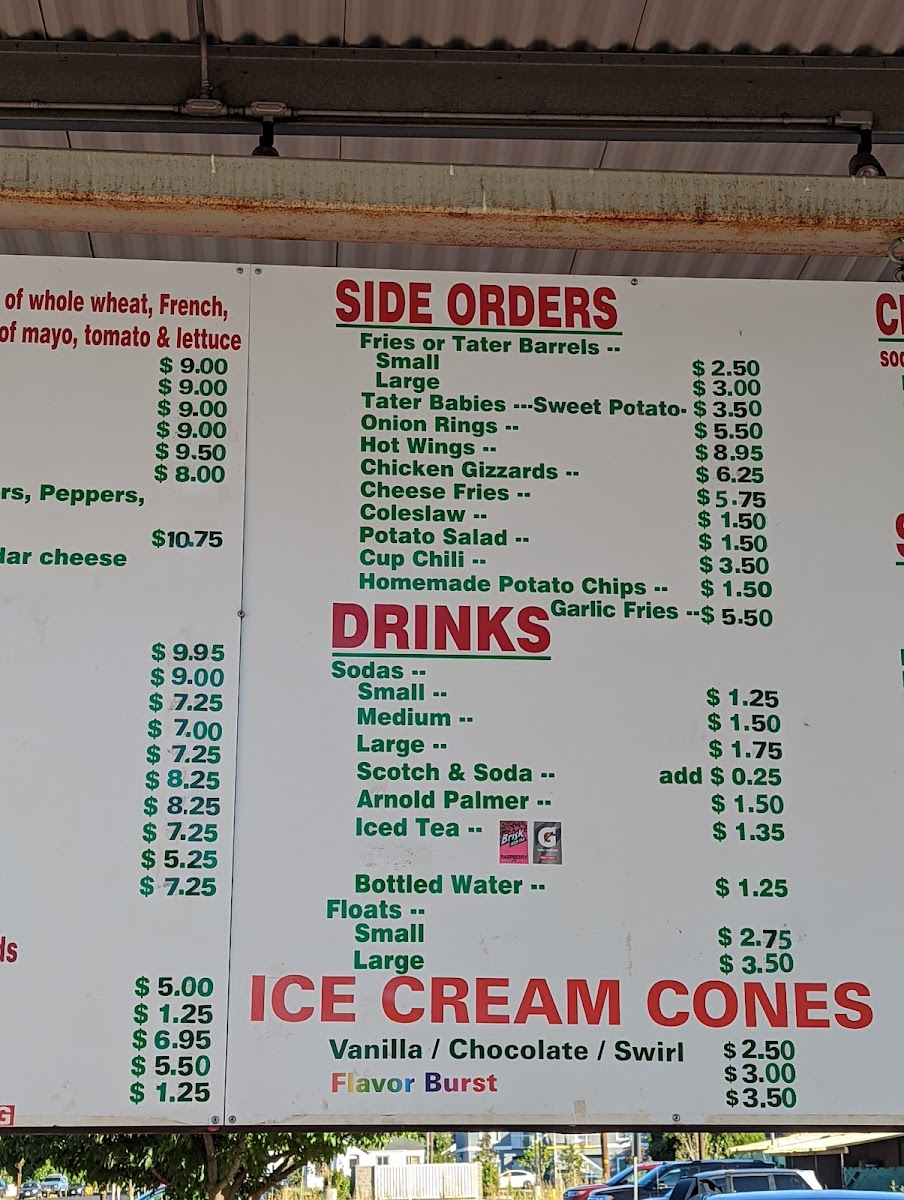 of whole wheat, French,
of mayo, tomato & lettuce
$ 9.00
$ 9.00
$ 9.00
$ 9.00
$ 9.50
$ 8.00
rs, Peppers,
$10.75
dar cheese
$ 9.95
$ 9.00
$ 7.25
$ 7.00
$ 7.25
$ 8.25
$ 8.25
$ 7.25
$ 5.25
$ 7.25
ds
$ 5.00
$ 1.25
$ 6.95
$ 5.50
$ 1.25
G
SIDE ORDERS
Fries or Tater Barrels --
Small $ 2.50
Large $ 3.00
Tater Babies ---Sweet Potato- $ 3.50
Onion Rings -- $ 5.50
Hot Wings -- $ 8.95
Chicken Gizzards -- $ 6.25
Cheese Fries -- $ 5.75
Coleslaw -- $ 1.50
Potato Salad -- $ 1.50
Cup Chili -- $ 3.50
Homemade Potato Chips -- $ 1.50
Garlic Fries -- $ 5.50
DRINKS
Sodas --
Small -- $ 1.25
Medium -- $ 1.50
Large -- $ 1.75
Scotch & Soda -- add $ 0.25
Arnold Palmer -- $ 1.50
Iced Tea -- $ 1.35
Brisk
RASPBERRY
G
Bottled Water -- $ 1.25
Floats --
Small $ 2.75
Large $ 3.50
ICE CREAM CONES
Vanilla / Chocolate / Swirl $ 2.50
Flavor Burst $ 3.00
$ 3.50